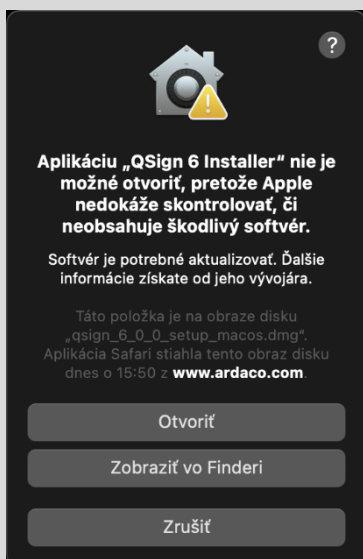 ?
Aplikáciu „QSign 6 Installer“ nie je
možné otvoriť, pretože Apple
nedokáže skontrolovať, či
neobsahuje škodlivý softvér.
Softvér je potrebné aktualizovať. Ďalšie
informácie získate od jeho vývojára.
Táto položka je na obraze disku
„qsign_6_0_0_setup_macos.dmg“.
Aplikácia Safari stiahla tento obraz disku
dnes o 15:50 z www.ardaco.com.
Otvoriť
Zobraziť vo Finderi
Zrušiť